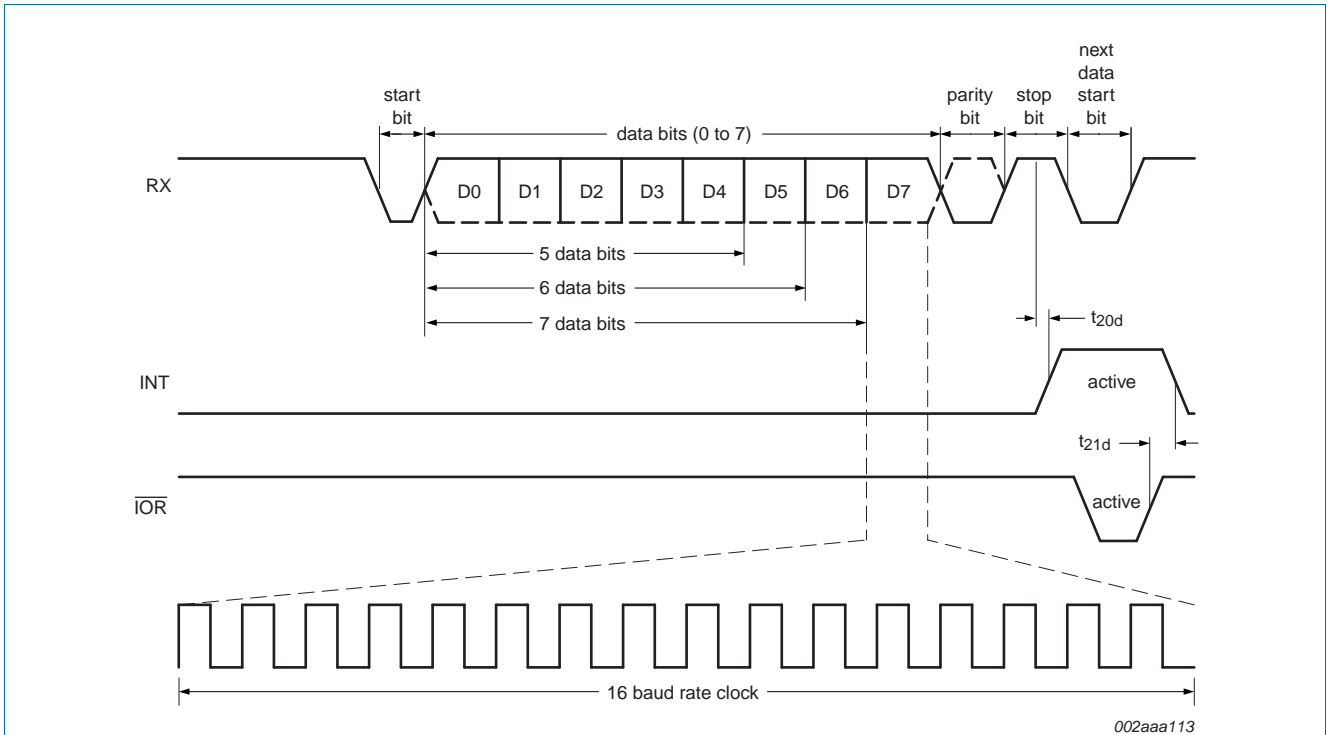 start
bit
data bits (0 to 7)
parity
bit
stop
bit
next
data
start
bit
RX
D0 D1 D2 D3 D4 D5 D6 D7
5 data bits
6 data bits
7 data bits
t20d
INT
active
t21d
IOR
active
16 baud rate clock
002aaa113